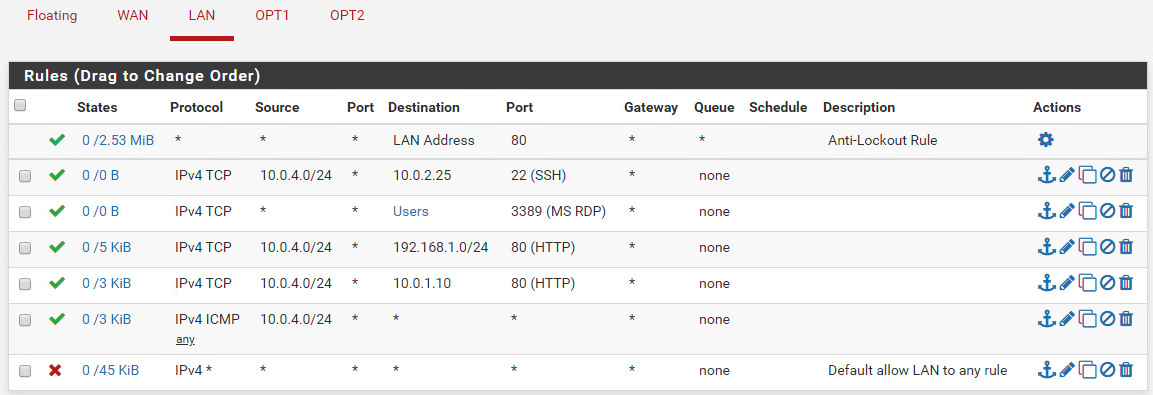 Floating WAN LAN OPT1 OPT2
Rules (Drag to Change Order)
States Protocol Source Port Destination Port Gateway Queue Schedule Description Actions
0 /2.53 MiB * * * LAN Address 80 * * Anti-Lockout Rule
0 /0 B IPv4 TCP 10.0.4.0/24 * 10.0.2.25 22 (SSH) * none
0 /0 B IPv4 TCP * * Users 3389 (MS RDP) * none
0 /5 KiB IPv4 TCP 10.0.4.0/24 * 192.168.1.0/24 80 (HTTP) * none
0 /3 KiB IPv4 TCP 10.0.4.0/24 * 10.0.1.10 80 (HTTP) * none
0 /3 KiB IPv4 ICMP 10.0.4.0/24 * * * * none
any
0 /45 KiB IPv4 * * * * * * none Default allow LAN to any rule